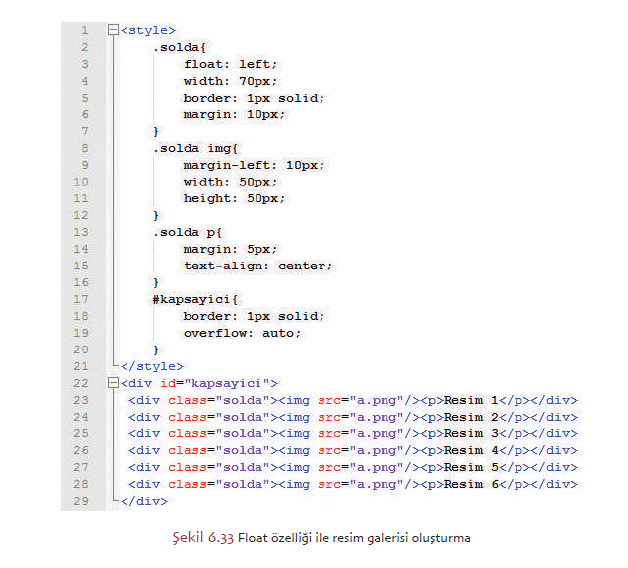 1 <style>
2 .solda{
3 float: left;
4 width: 70px;
5 border: 1px solid;
6 margin: 10px;
7 }
8 .solda img{
9 margin-left: 10px;
10 width: 50px;
11 height: 50px;
12 }
13 .solda p{
14 margin: 5px;
15 text-align: center;
16 }
17 #kapsayici{
18 border: 1px solid;
19 overflow: auto;
20 }
21 </style>
22 <div id="kapsayici">
23 <div class="solda"><img src="a.png"/><p>Resim 1</p></div>
24 <div class="solda"><img src="a.png"/><p>Resim 2</p></div>
25 <div class="solda"><img src="a.png"/><p>Resim 3</p></div>
26 <div class="solda"><img src="a.png"/><p>Resim 4</p></div>
27 <div class="solda"><img src="a.png"/><p>Resim 5</p></div>
28 <div class="solda"><img src="a.png"/><p>Resim 6</p></div>
29 </div>
Şekil 6.33 Float özelliği ile resim galerisi oluşturma